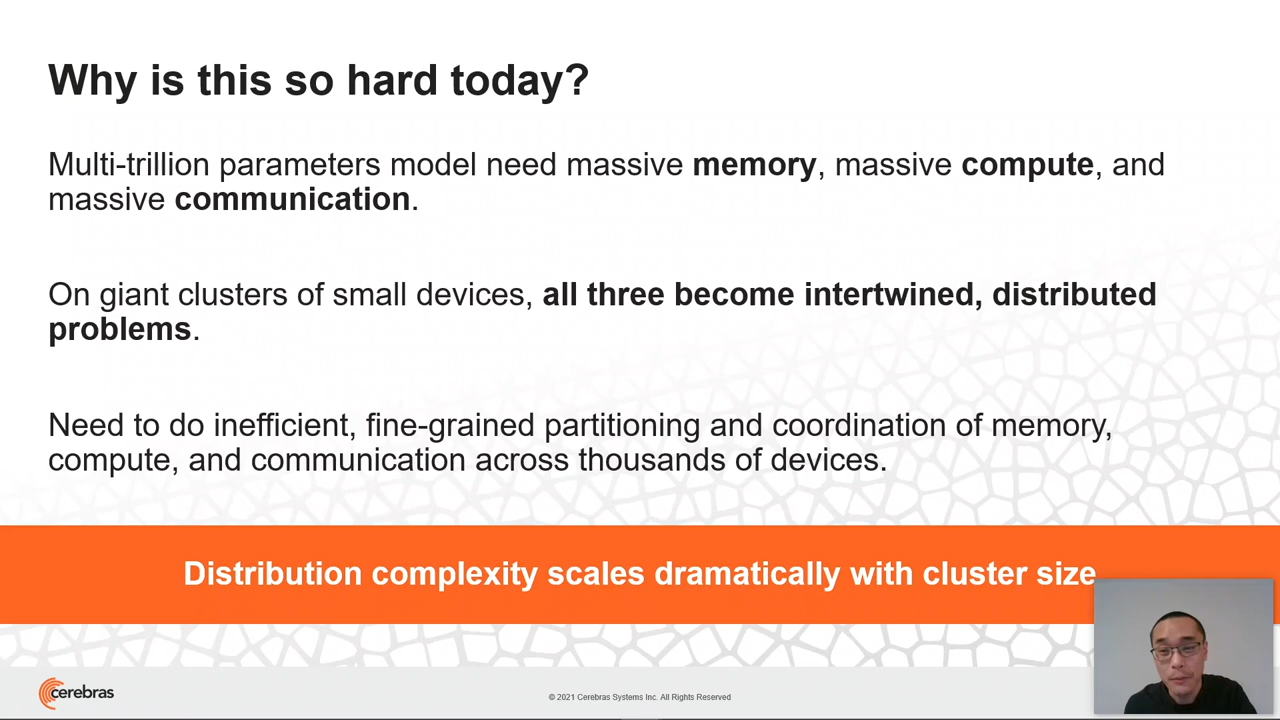 Why is this so hard today?
Multi-trillion parameters model need massive memory, massive compute, and
massive communication.
On giant clusters of small devices, all three become intertwined, distributed
problems.
Need to do inefficient, fine-grained partitioning and coordination of memory,
compute, and communication across thousands of devices.
Distribution complexity scales dramatically with cluster size
cerebras
© 2021 Cerebras Systems Inc. All Rights Reserved